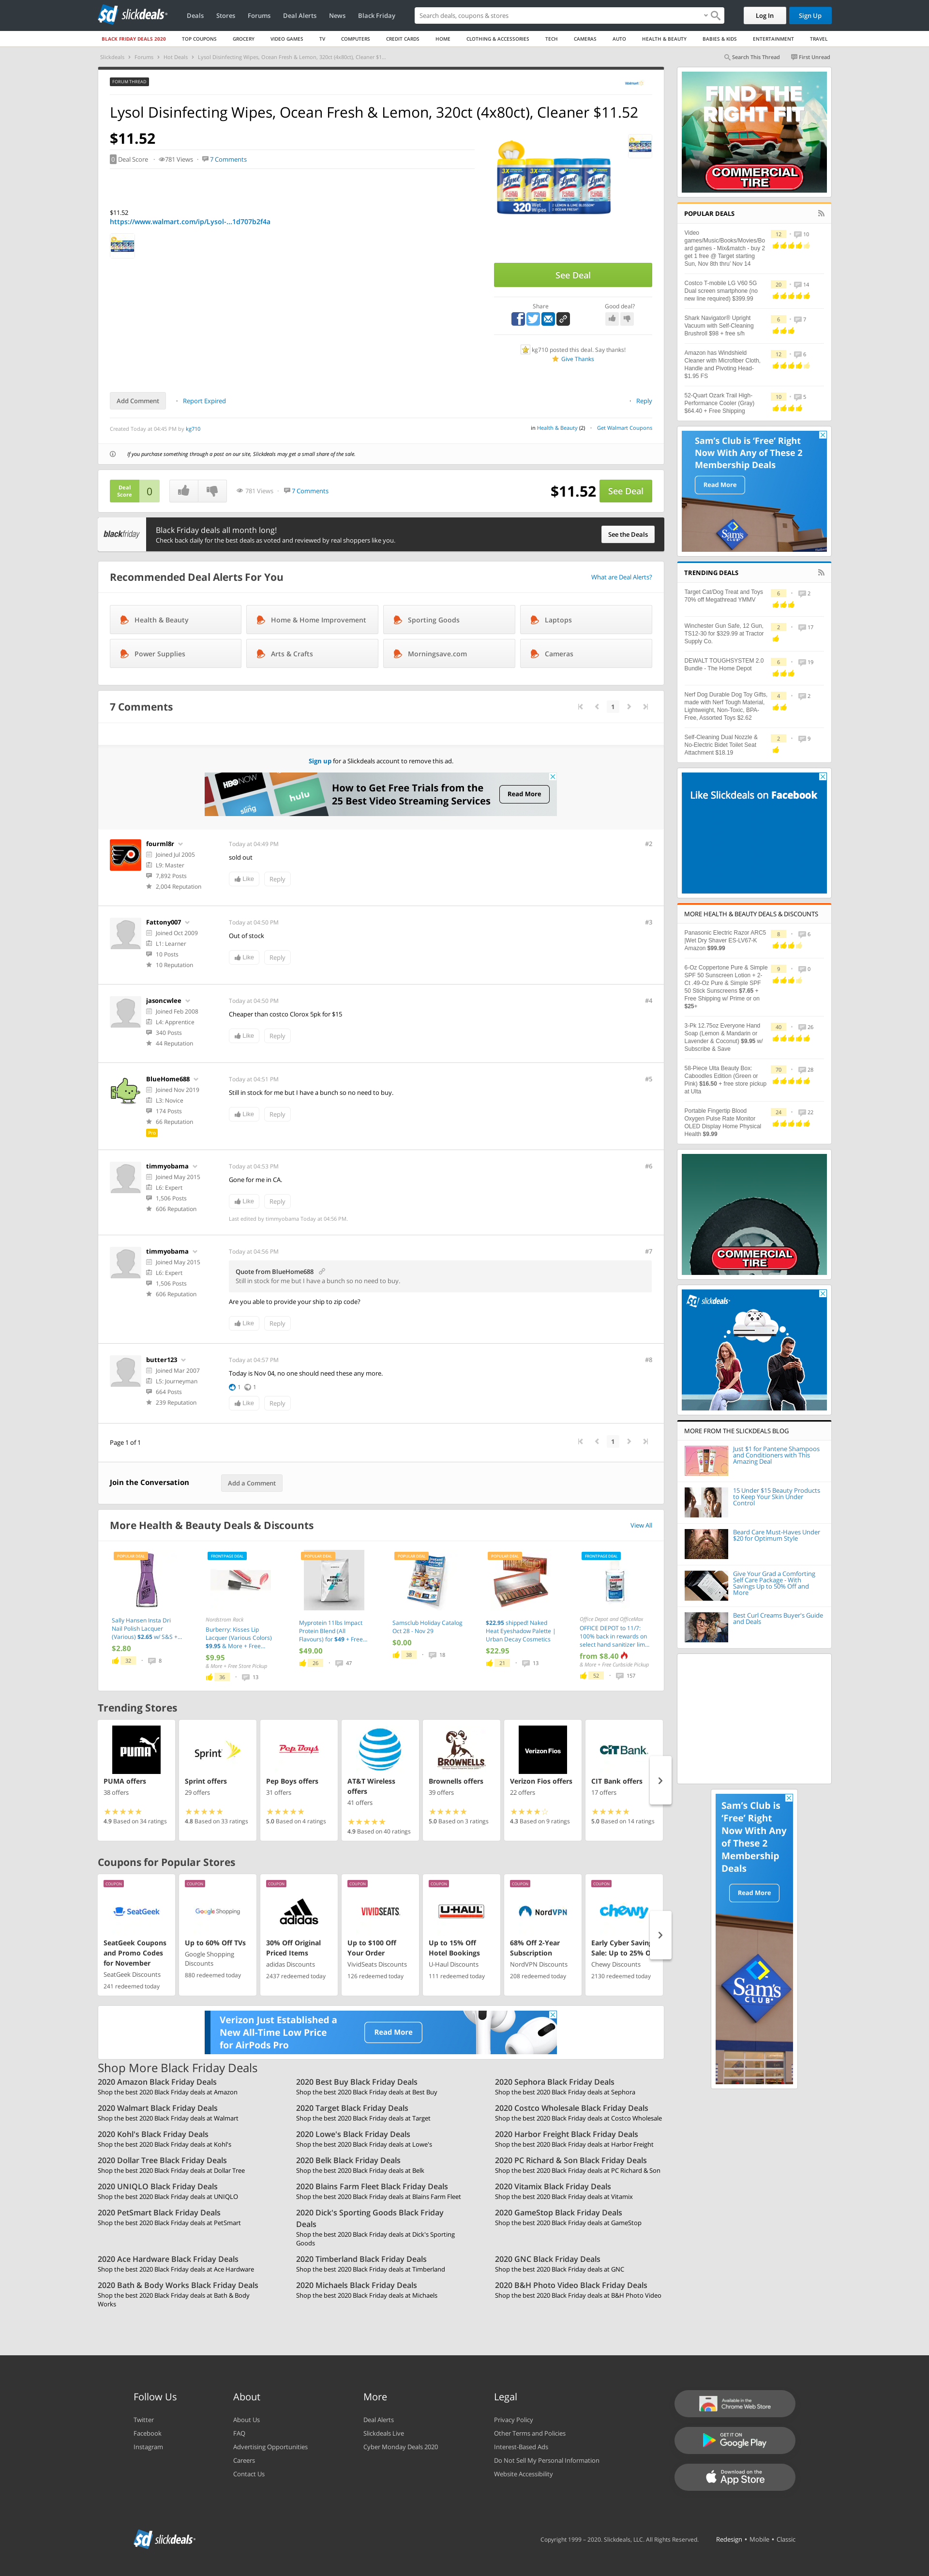 slickdeals
Deals
Stores
Forums
Deal Alerts
News
Black Friday
Search deals, coupons & stores
Log In
Sign Up
BLACK FRIDAY DEALS 2020
TOP COUPONS
GROCERY
VIDEO GAMES
TV
COMPUTERS
CREDIT CARDS
HOME
CLOTHING & ACCESSORIES
TECH
CAMERAS
AUTO
HEALTH & BEAUTY
BABIES & KIDS
ENTERTAINMENT
TRAVEL
Slickdeals › Forums › Hot Deals › Lysol Disinfecting Wipes, Ocean Fresh & Lemon, 320ct (4x80ct), Cleaner $1...
Search This Thread
First Unread
FORUM THREAD
Walmart
Lysol Disinfecting Wipes, Ocean Fresh & Lemon, 320ct (4x80ct), Cleaner $11.52
$11.52
0 Deal Score
781 Views
7 Comments
$11.52
https://www.walmart.com/ip/Lysol-...1d707b2f4a
See Deal
Share
Good deal?
kg710 posted this deal. Say thanks!
Give Thanks
Add Comment
Report Expired
Reply
Created Today at 04:45 PM by kg710
in Health & Beauty (2)
Get Walmart Coupons
If you purchase something through a post on our site, Slickdeals may get a small share of the sale.
Deal Score
0
781 Views
7 Comments
$11.52
See Deal
blackfriday
Black Friday deals all month long!
Check back daily for the best deals as voted and reviewed by real shoppers like you.
See the Deals
Recommended Deal Alerts For You
What are Deal Alerts?
Health & Beauty
Home & Home Improvement
Sporting Goods
Laptops
Power Supplies
Arts & Crafts
Morningsave.com
Cameras
7 Comments
1
Sign up for a Slickdeals account to remove this ad.
HBO NOW
hulu
sling
How to Get Free Trials from the
25 Best Video Streaming Services
Read More
fourml8r
Joined Jul 2005
L9: Master
7,892 Posts
2,004 Reputation
Today at 04:49 PM
#2
sold out
Like
Reply
Fattony007
Joined Oct 2009
L1: Learner
10 Posts
10 Reputation
Today at 04:50 PM
#3
Out of stock
Like
Reply
jasoncwlee
Joined Feb 2008
L4: Apprentice
340 Posts
44 Reputation
Today at 04:50 PM
#4
Cheaper than costco Clorox 5pk for $15
Like
Reply
BlueHome688
Joined Nov 2019
L3: Novice
174 Posts
66 Reputation
Pro
Today at 04:51 PM
#5
Still in stock for me but I have a bunch so no need to buy.
Like
Reply
timmyobama
Joined May 2015
L6: Expert
1,506 Posts
606 Reputation
Today at 04:53 PM
#6
Gone for me in CA.
Like
Reply
Last edited by timmyobama Today at 04:56 PM.
timmyobama
Joined May 2015
L6: Expert
1,506 Posts
606 Reputation
Today at 04:56 PM
#7
Quote from BlueHome688
Still in stock for me but I have a bunch so no need to buy.
Are you able to provide your ship to zip code?
Like
Reply
butter123
Joined Mar 2007
L5: Journeyman
664 Posts
239 Reputation
Today at 04:57 PM
#8
Today is Nov 04, no one should need these any more.
1
1
Like
Reply
Page 1 of 1
1
Join the Conversation
Add a Comment
More Health & Beauty Deals & Discounts
View All
POPULAR DEAL
Sally Hansen Insta Dri
Nail Polish Lacquer
(Various) $2.65 w/ S&S +...
$2.80
32
8
FRONTPAGE DEAL
Nordstrom Rack
Burberry: Kisses Lip
Lacquer (Various Colors)
$9.95 & More + Free...
$9.95
& More + Free Store Pickup
36
13
POPULAR DEAL
Myprotein 11lbs Impact
Protein Blend (All
Flavours) for $49 + Free...
$49.00
26
47
POPULAR DEAL
Samsclub Holiday Catalog
Oct 28 - Nov 29
$0.00
38
18
POPULAR DEAL
$22.95 shipped! Naked
Heat Eyeshadow Palette |
Urban Decay Cosmetics
$22.95
21
13
FRONTPAGE DEAL
Office Depot and OfficeMax
OFFICE DEPOT to 11/7:
100% back in rewards on
select hand sanitizer lim...
from $8.40
& More + Free Curbside Pickup
52
157
Trending Stores
PUMA
PUMA offers
38 offers
4.9 Based on 34 ratings
Sprint
Sprint offers
29 offers
4.8 Based on 33 ratings
Pep Boys
Pep Boys offers
31 offers
5.0 Based on 4 ratings
AT&T Wireless
offers
41 offers
4.9 Based on 40 ratings
BROWNELLS
Brownells offers
39 offers
5.0 Based on 3 ratings
Verizon Fios
Verizon Fios offers
22 offers
4.3 Based on 9 ratings
CIT Bank
CIT Bank offers
17 offers
5.0 Based on 14 ratings
Coupons for Popular Stores
COUPON
SeatGeek
SeatGeek Coupons
and Promo Codes
for November
SeatGeek Discounts
241 redeemed today
COUPON
Google Shopping
Up to 60% Off TVs
Google Shopping
Discounts
880 redeemed today
COUPON
adidas
30% Off Original
Priced Items
adidas Discounts
2437 redeemed today
COUPON
VIVIDSEATS
Up to $100 Off
Your Order
VividSeats Discounts
126 redeemed today
COUPON
U-HAUL
Up to 15% Off
Hotel Bookings
U-Haul Discounts
111 redeemed today
COUPON
NordVPN
68% Off 2-Year
Subscription
NordVPN Discounts
208 redeemed today
COUPON
chewy
Early Cyber Saving
Sale: Up to 25% O
Chewy Discounts
2130 redeemed today
Verizon Just Established a
New All-Time Low Price
for AirPods Pro
Read More
Shop More Black Friday Deals
2020 Amazon Black Friday Deals
Shop the best 2020 Black Friday deals at Amazon
2020 Best Buy Black Friday Deals
Shop the best 2020 Black Friday deals at Best Buy
2020 Sephora Black Friday Deals
Shop the best 2020 Black Friday deals at Sephora
2020 Walmart Black Friday Deals
Shop the best 2020 Black Friday deals at Walmart
2020 Target Black Friday Deals
Shop the best 2020 Black Friday deals at Target
2020 Costco Wholesale Black Friday Deals
Shop the best 2020 Black Friday deals at Costco Wholesale
2020 Kohl's Black Friday Deals
Shop the best 2020 Black Friday deals at Kohl's
2020 Lowe's Black Friday Deals
Shop the best 2020 Black Friday deals at Lowe's
2020 Harbor Freight Black Friday Deals
Shop the best 2020 Black Friday deals at Harbor Freight
2020 Dollar Tree Black Friday Deals
Shop the best 2020 Black Friday deals at Dollar Tree
2020 Belk Black Friday Deals
Shop the best 2020 Black Friday deals at Belk
2020 PC Richard & Son Black Friday Deals
Shop the best 2020 Black Friday deals at PC Richard & Son
2020 UNIQLO Black Friday Deals
Shop the best 2020 Black Friday deals at UNIQLO
2020 Blains Farm Fleet Black Friday Deals
Shop the best 2020 Black Friday deals at Blains Farm Fleet
2020 Vitamix Black Friday Deals
Shop the best 2020 Black Friday deals at Vitamix
2020 PetSmart Black Friday Deals
Shop the best 2020 Black Friday deals at PetSmart
2020 Dick's Sporting Goods Black Friday
Deals
Shop the best 2020 Black Friday deals at Dick's Sporting
Goods
2020 GameStop Black Friday Deals
Shop the best 2020 Black Friday deals at GameStop
2020 Ace Hardware Black Friday Deals
Shop the best 2020 Black Friday deals at Ace Hardware
2020 Timberland Black Friday Deals
Shop the best 2020 Black Friday deals at Timberland
2020 GNC Black Friday Deals
Shop the best 2020 Black Friday deals at GNC
2020 Bath & Body Works Black Friday Deals
Shop the best 2020 Black Friday deals at Bath & Body
Works
2020 Michaels Black Friday Deals
Shop the best 2020 Black Friday deals at Michaels
2020 B&H Photo Video Black Friday Deals
Shop the best 2020 Black Friday deals at B&H Photo Video
FIND THE
RIGHT FIT
COMMERCIAL
TIRE
POPULAR DEALS
Video
games/Music/Books/Movies/Bo
ard games - Mix&match - buy 2
get 1 free @ Target starting
Sun, Nov 8th thru' Nov 14
12
10
Costco T-mobile LG V60 5G
Dual screen smartphone (no
new line required) $399.99
20
14
Shark Navigator® Upright
Vacuum with Self-Cleaning
Brushroll $98 + free s/h
6
7
Amazon has Windshield
Cleaner with Microfiber Cloth,
Handle and Pivoting Head-
$1.95 FS
12
6
52-Quart Ozark Trail High-
Performance Cooler (Gray)
$64.40 + Free Shipping
10
5
Sam's Club is 'Free' Right
Now With Any of These 2
Membership Deals
Read More
Sams
TRENDING DEALS
Target Cat/Dog Treat and Toys
70% off Megathread YMMV
6
2
Winchester Gun Safe, 12 Gun,
TS12-30 for $329.99 at Tractor
Supply Co.
2
17
DEWALT TOUGHSYSTEM 2.0
Bundle - The Home Depot
6
19
Nerf Dog Durable Dog Toy Gifts,
made with Nerf Tough Material,
Lightweight, Non-Toxic, BPA-
Free, Assorted Toys $2.62
4
2
Self-Cleaning Dual Nozzle &
No-Electric Bidet Toilet Seat
Attachment $18.19
2
9
Like Slickdeals on Facebook
MORE HEALTH & BEAUTY DEALS & DISCOUNTS
Panasonic Electric Razor ARC5
|Wet Dry Shaver ES-LV67-K
Amazon $99.99
8
6
6-Oz Coppertone Pure & Simple
SPF 50 Sunscreen Lotion + 2-
Ct .49-Oz Pure & Simple SPF
50 Stick Sunscreens $7.65 +
Free Shipping w/ Prime or on
$25+
9
0
3-Pk 12.75oz Everyone Hand
Soap (Lemon & Mandarin or
Lavender & Coconut) $9.95 w/
Subscribe & Save
40
26
58-Piece Ulta Beauty Box:
Caboodles Edition (Green or
Pink) $16.50 + free store pickup
at Ulta
70
28
Portable Fingertip Blood
Oxygen Pulse Rate Monitor
OLED Display Home Physical
Health $9.99
24
22
COMMERCIAL
TIRE
slickdeals
MORE FROM THE SLICKDEALS BLOG
Just $1 for Pantene Shampoos
and Conditioners with This
Amazing Deal
15 Under $15 Beauty Products
to Keep Your Skin Under
Control
Beard Care Must-Haves Under
$20 for Optimum Style
Give Your Grad a Comforting
Self Care Package - With
Savings Up to 50% Off and
More
Best Curl Creams Buyer's Guide
and Deals
Sam's Club is
'Free' Right
Now With Any
of These 2
Membership
Deals
Read More
Sam's
CLUB
Follow Us
Twitter
Facebook
Instagram
About
About Us
FAQ
Advertising Opportunities
Careers
Contact Us
More
Deal Alerts
Slickdeals Live
Cyber Monday Deals 2020
Legal
Privacy Policy
Other Terms and Policies
Interest-Based Ads
Do Not Sell My Personal Information
Website Accessibility
Available in the
Chrome Web Store
GET IT ON
Google Play
Download on the
App Store
slickdeals
Copyright 1999 – 2020. Slickdeals, LLC. All Rights Reserved.
Redesign • Mobile • Classic